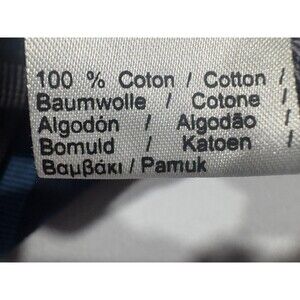 100 % Coton / Cotton /
Baumwolle / Cotone /
Algodón / Algodão /
Bomuld / Katoen /
Βαμβάκι / Pamuk